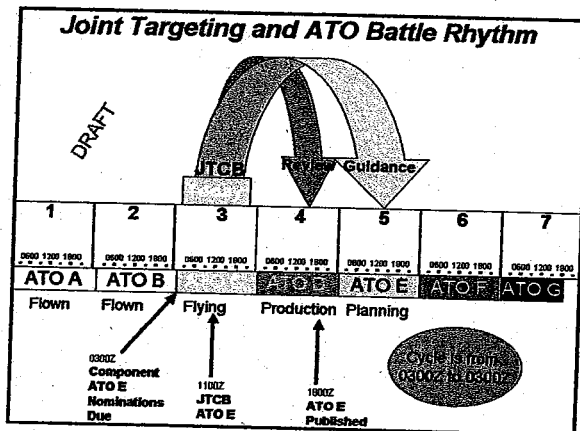 Joint Targeting and ATO Battle Rhythm
DRAFT
JTCB
Review Guidance
1 2 3 4 5 6 7
0600 1200 1800 0600 1200 1800 0600 1200 1800 0600 1200 1800 0600 1200 1800 0600 1200 1800 0600 1200 1800
ATO A ATO B ATO D ATO E ATO F ATO G
Flown Flown Flying Production Planning
0300Z
Component
ATO E
Nominations
Due
1100Z
JTCB
ATO E
1800Z
ATO E
Published
Cycle is from
0300Z to 0300Z